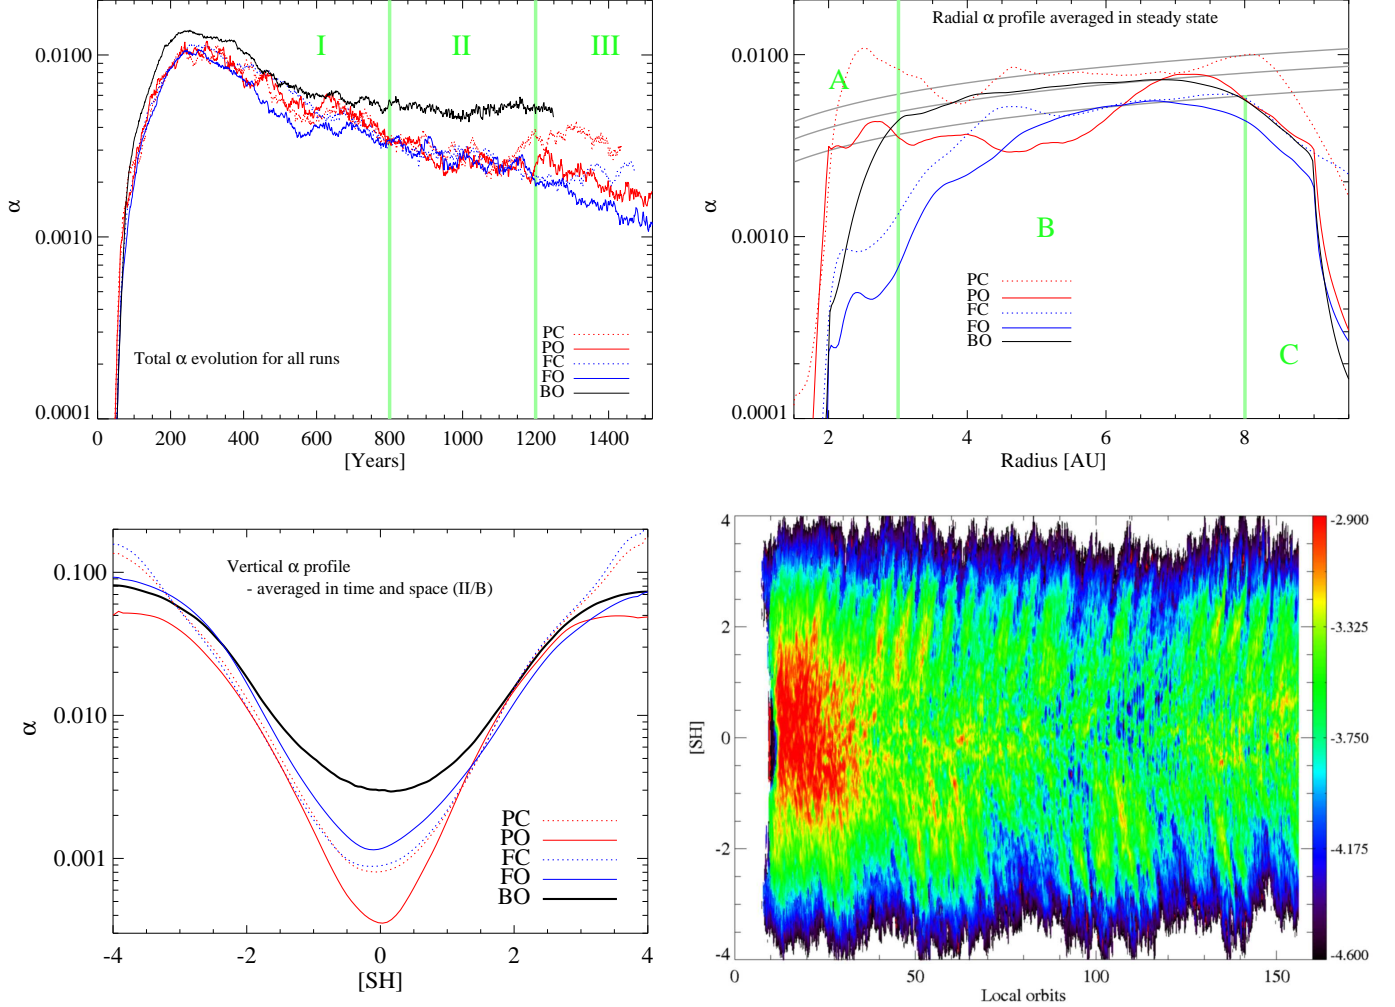 I
II
III
0.0100
0.0010
0.0001
α
Total α evolution for all runs
PC
PO
FC
FO
BO
0
200
400
600
800
1000
1200
1400
[Years]
Radial α profile averaged in steady state
A
B
C
0.0100
0.0010
0.0001
α
PC
PO
FC
FO
BO
2
4
6
8
Radius [AU]
Vertical α profile
- averaged in time and space (II/B)
0.100
0.010
0.001
α
PC
PO
FC
FO
BO
-4
-2
0
2
4
[SH]
4
2
0
-2
-4
[SH]
0
50
100
150
Local orbits
-2.900
-3.325
-3.750
-4.175
-4.600